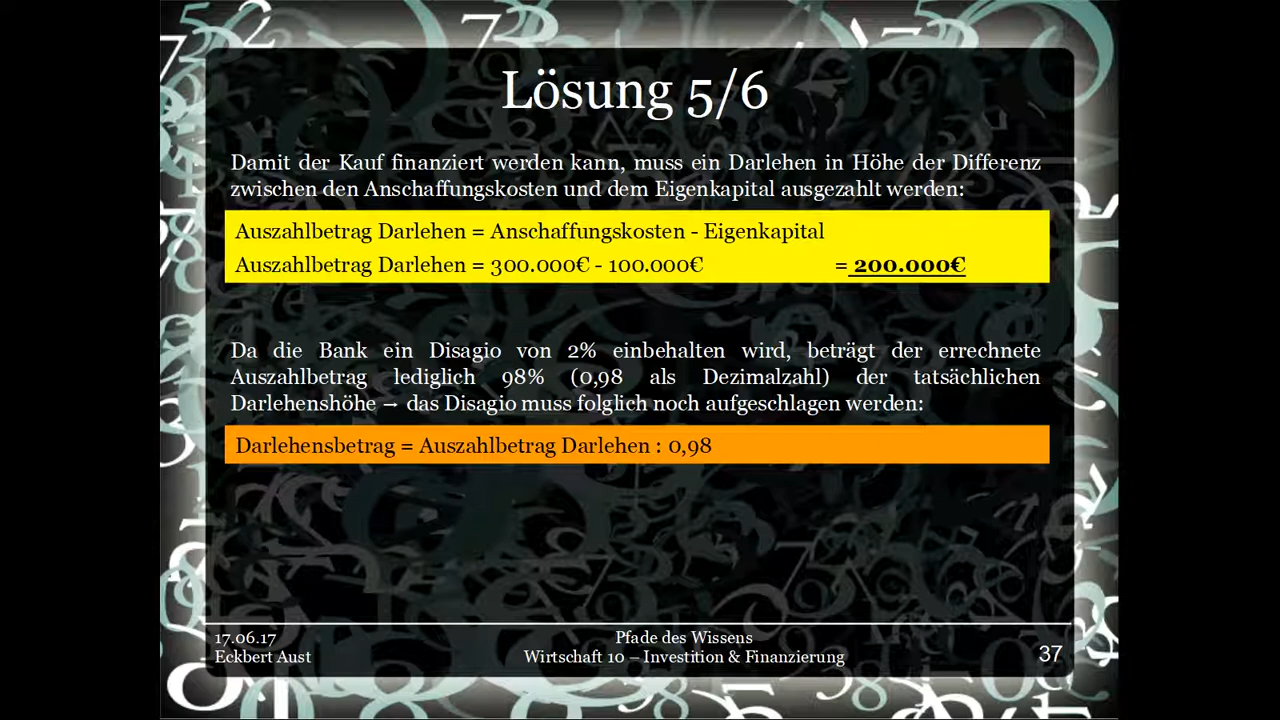 Lösung 5/6
Damit der Kauf finanziert werden kann, muss ein Darlehen in Höhe der Differenz
zwischen den Anschaffungskosten und dem Eigenkapital ausgezahlt werden:
Auszahlbetrag Darlehen = Anschaffungskosten - Eigenkapital
Auszahlbetrag Darlehen = 300.000€ - 100.000€ = 200.000€
Da die Bank ein Disagio von 2% einbehalten wird, beträgt der errechnete
Auszahlbetrag lediglich 98% (0,98 als Dezimalzahl) der tatsächlichen
Darlehenshöhe → das Disagio muss folglich noch aufgeschlagen werden:
Darlehensbetrag = Auszahlbetrag Darlehen : 0,98
17.06.17
Eckbert Aust
Pfade des Wissens
Wirtschaft 10 – Investition & Finanzierung
37